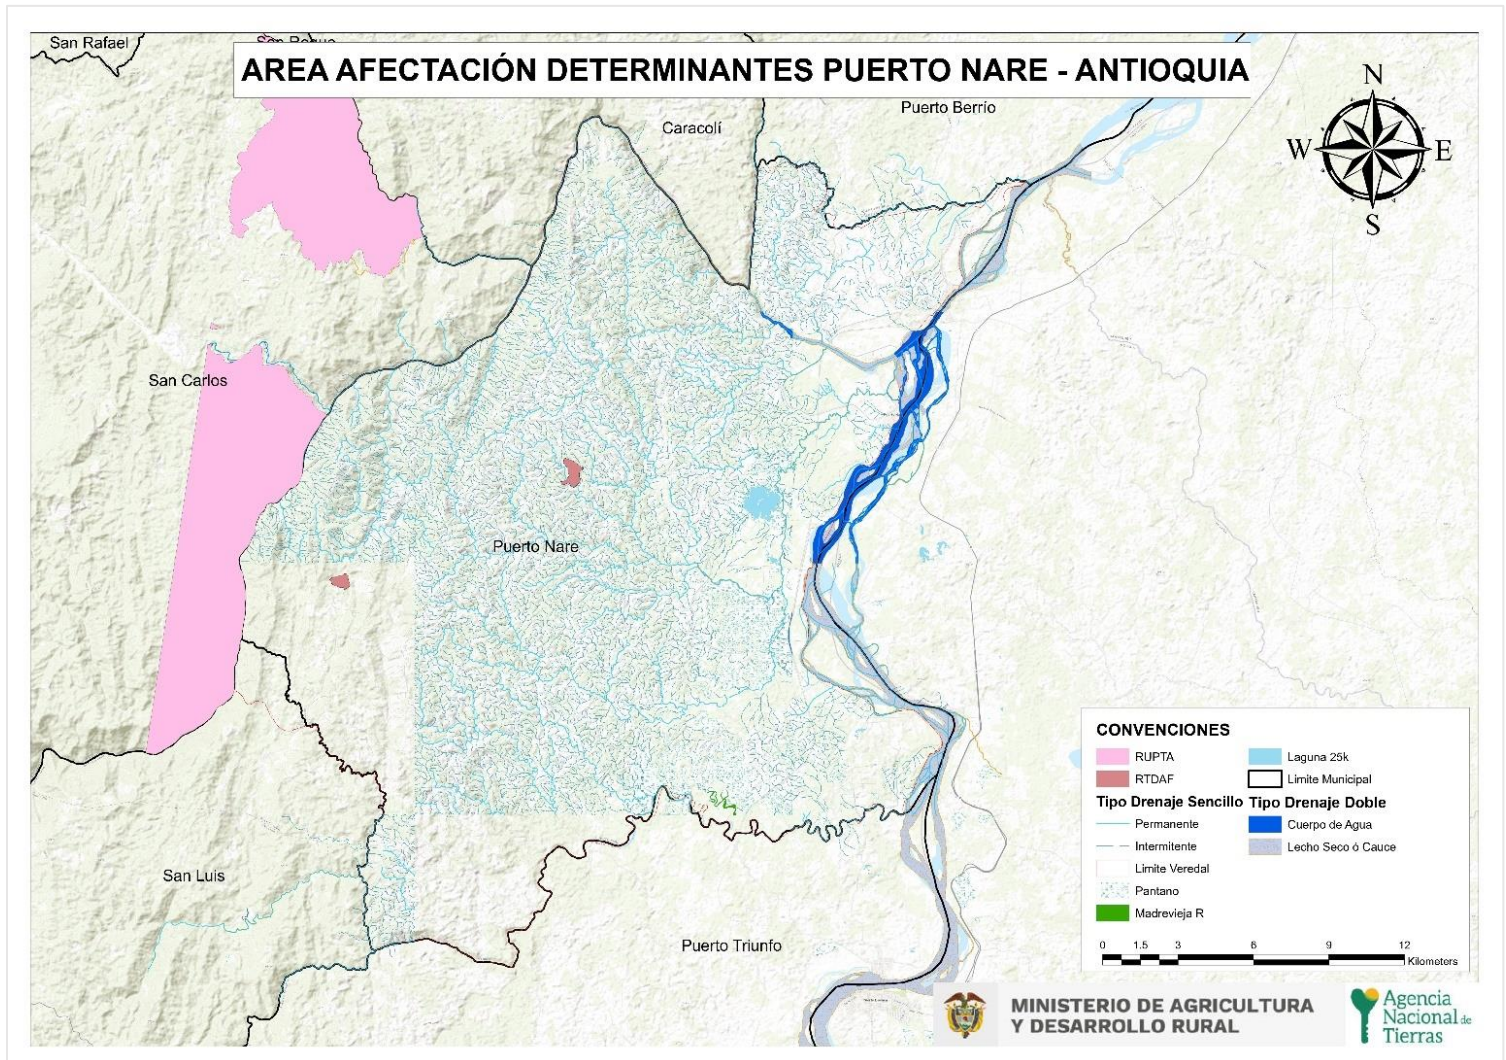 San Rafael
San Roque
AREA AFECTACIÓN DETERMINANTES PUERTO NARE - ANTIOQUIA
Puerto Berrío
Caracolí
N
W
E
S
San Carlos
Puerto Nare
San Luis
Puerto Triunfo
CONVENCIONES
RUPTA
RTDAF
Tipo Drenaje Sencillo
Permanente
Intermitente
Limite Veredal
Pantano
Madrevieja R
Laguna 25k
Limite Municipal
Tipo Drenaje Doble
Cuerpo de Agua
Lecho Seco ó Cauce
0 1.5 3 6 9 12
Kilometers
MINISTERIO DE AGRICULTURA
Y DESARROLLO RURAL
Agencia
Nacional de
Tierras